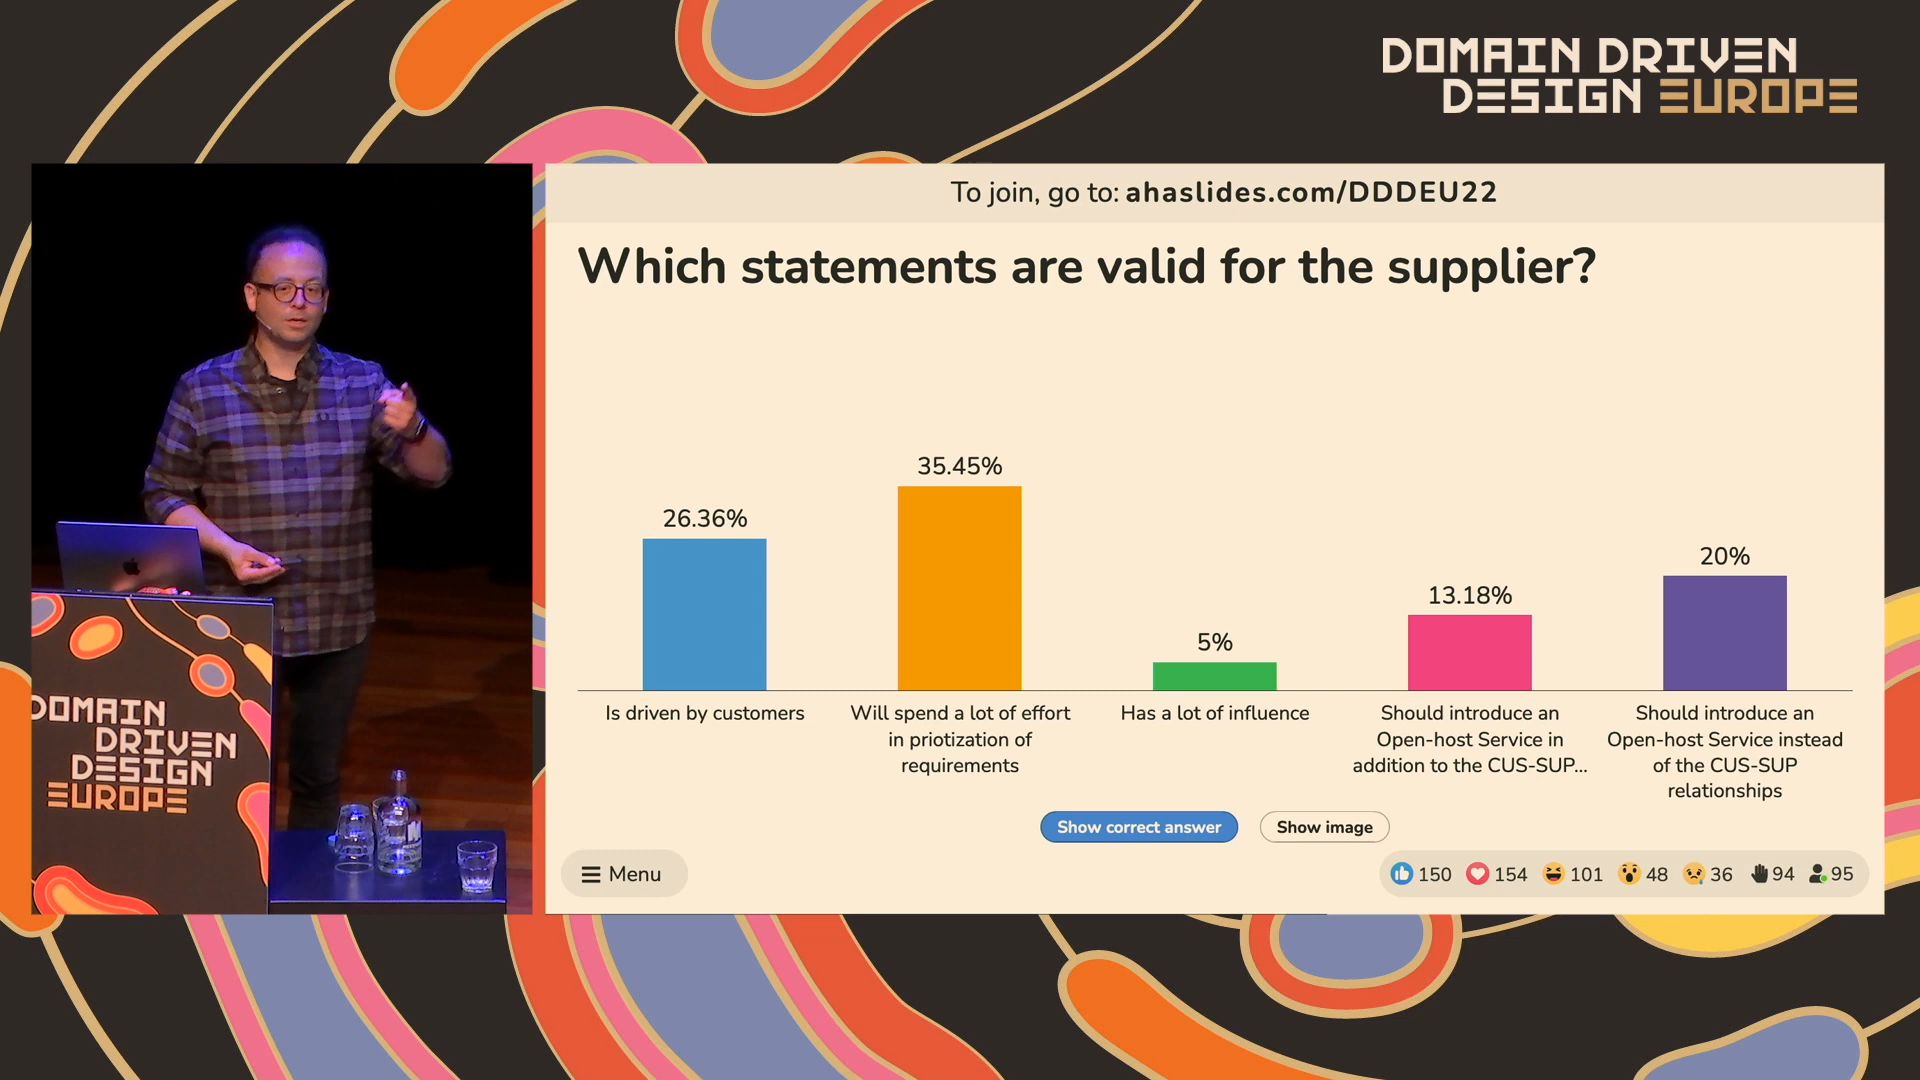 DOMAIN DRIVEN
DESIGN EUROPE
To join, go to: ahaslides.com/DDDEU22
Which statements are valid for the supplier?
26.36%
35.45%
5%
13.18%
20%
Is driven by customers
Will spend a lot of effort
in priotization of
requirements
Has a lot of influence
Should introduce an
Open-host Service in
addition to the CUS-SUP...
Should introduce an
Open-host Service instead
of the CUS-SUP
relationships
Show correct answer
Show image
Menu
150 154 101 48 36 94 95
DOMAIN
DRIVEN
DESIGN
EUROPE